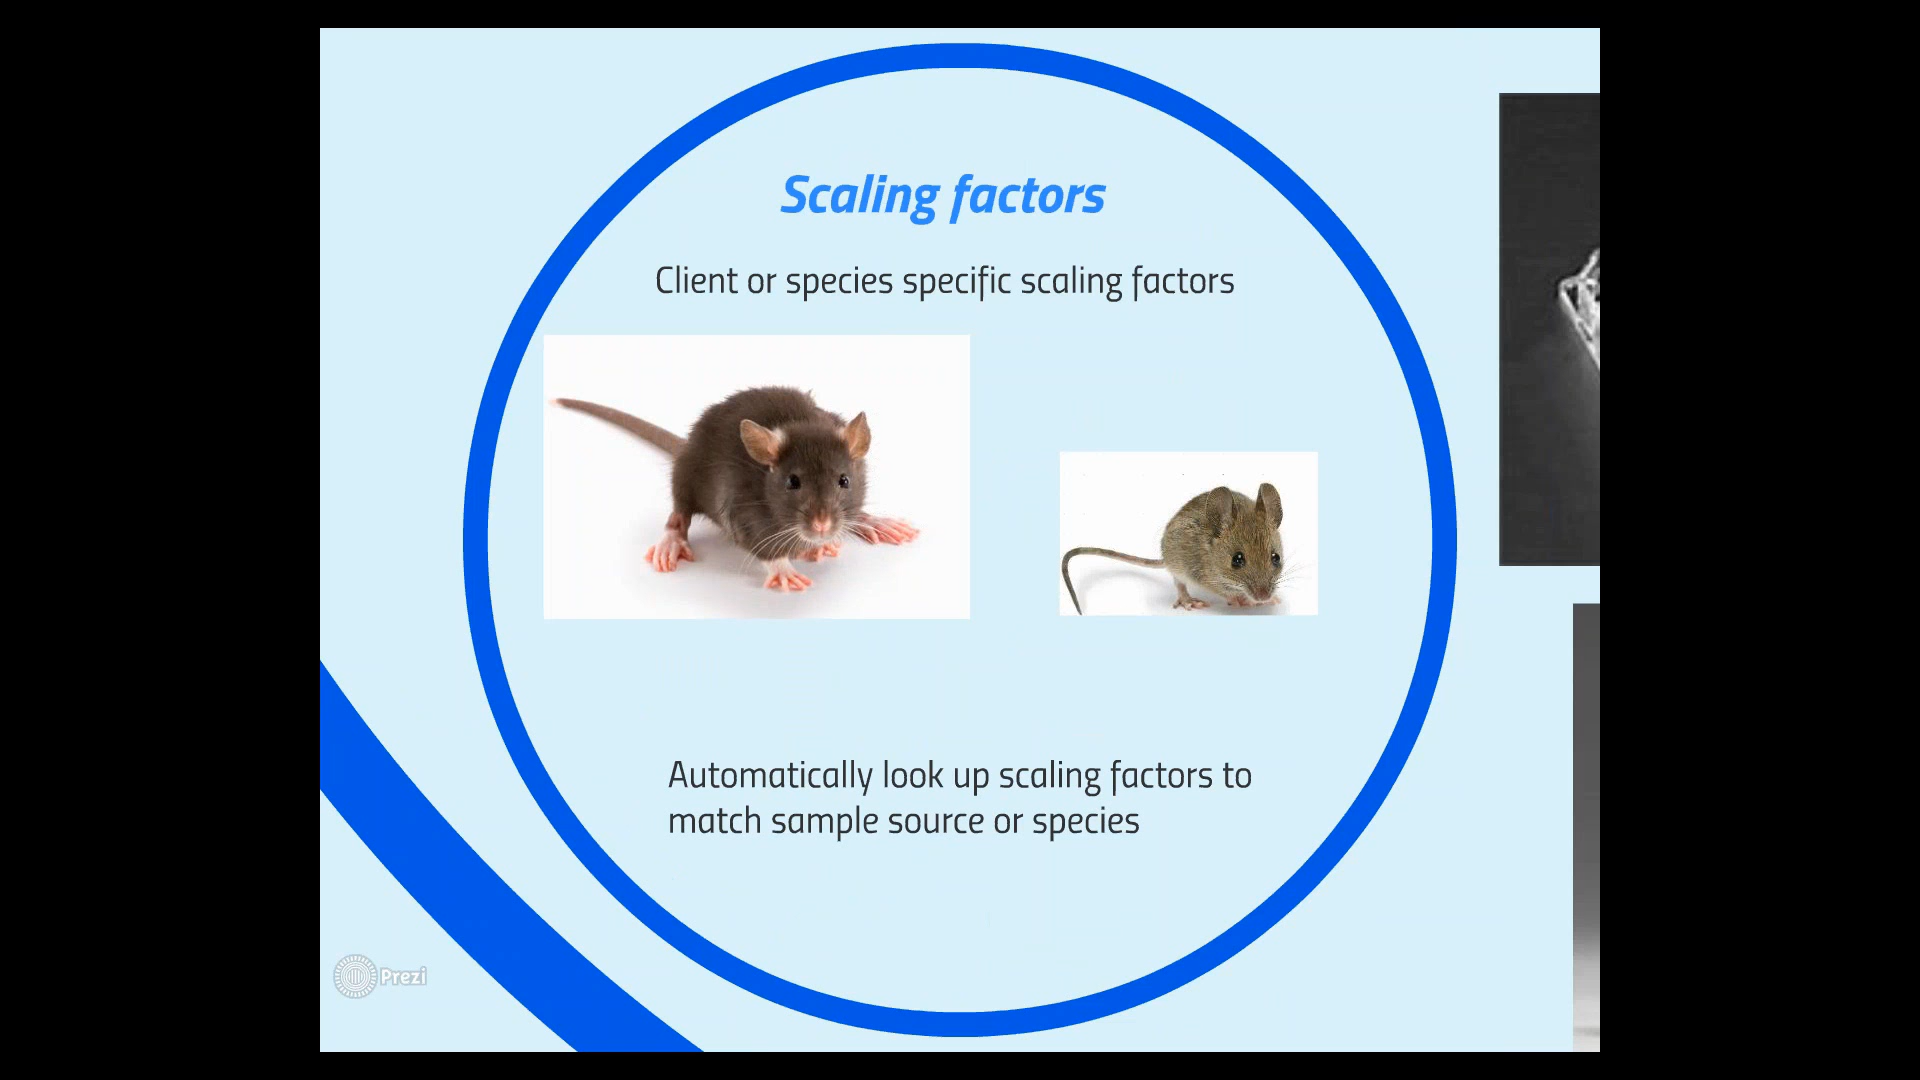 Scaling factors
Client or species specific scaling factors
Automatically look up scaling factors to
match sample source or species
Prezi